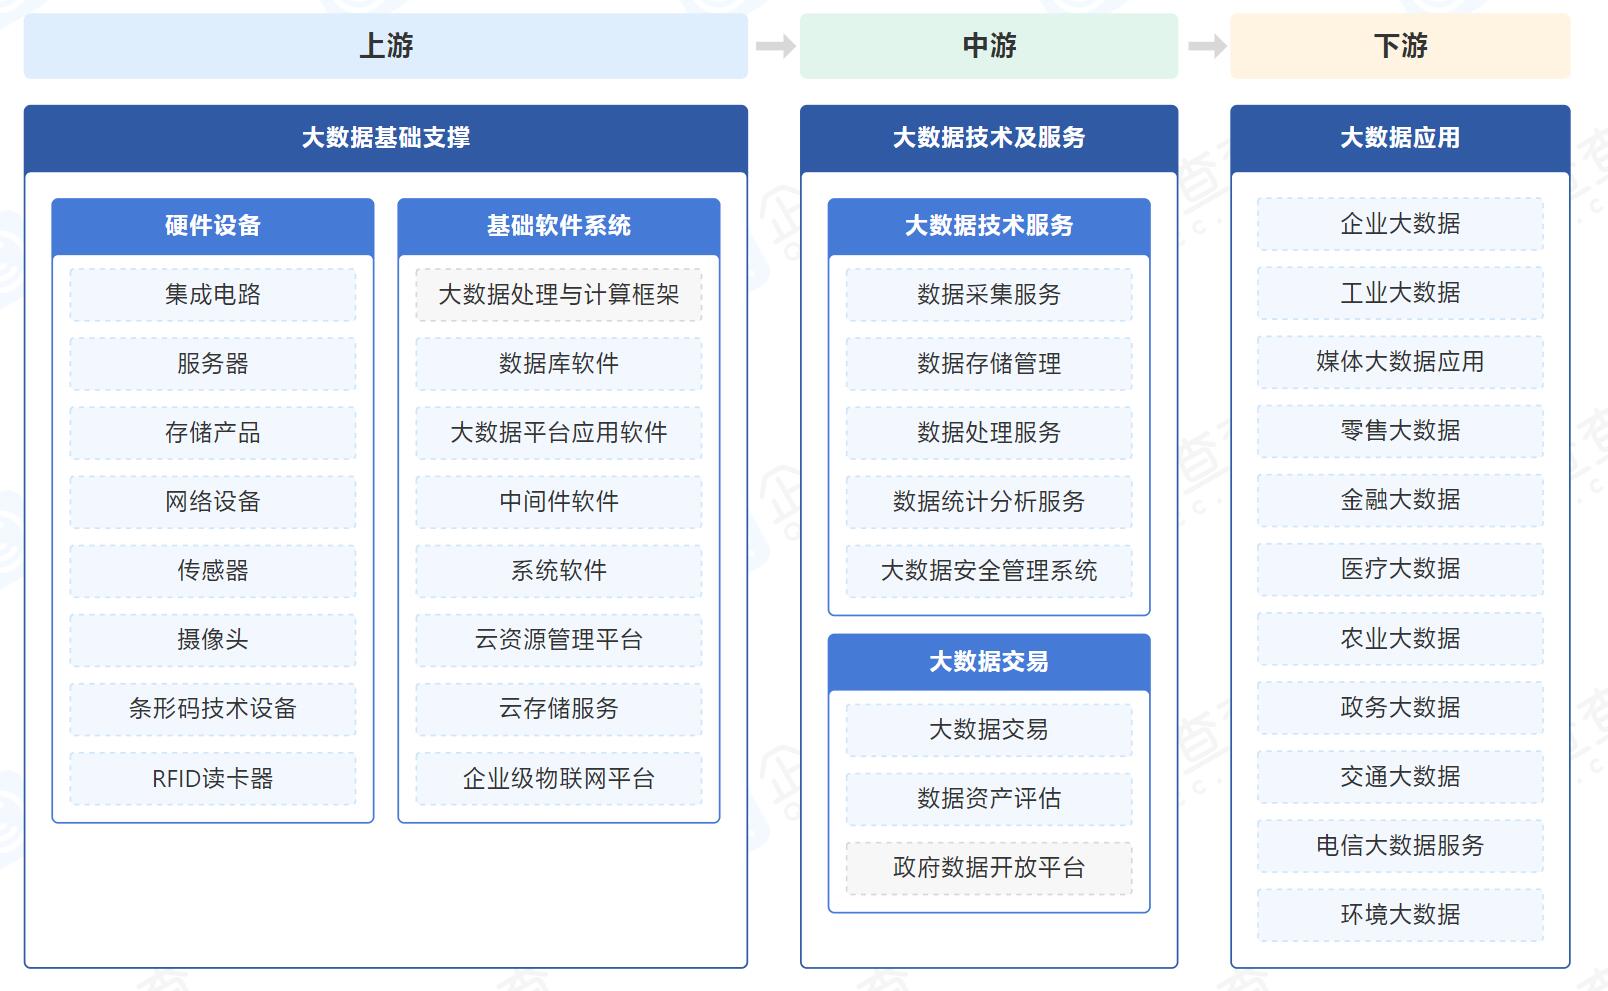 上游
中游
下游
大数据基础支撑
硬件设备
集成电路
服务器
存储产品
网络设备
传感器
摄像头
条形码技术设备
RFID读卡器
基础软件系统
大数据处理与计算框架
数据库软件
大数据平台应用软件
中间件软件
系统软件
云资源管理平台
云存储服务
企业级物联网平台
大数据技术及服务
大数据技术服务
数据采集服务
数据存储管理
数据处理服务
数据统计分析服务
大数据安全管理系统
大数据交易
大数据交易
数据资产评估
政府数据开放平台
大数据应用
企业大数据
工业大数据
媒体大数据应用
零售大数据
金融大数据
医疗大数据
农业大数据
政务大数据
交通大数据
电信大数据服务
环境大数据